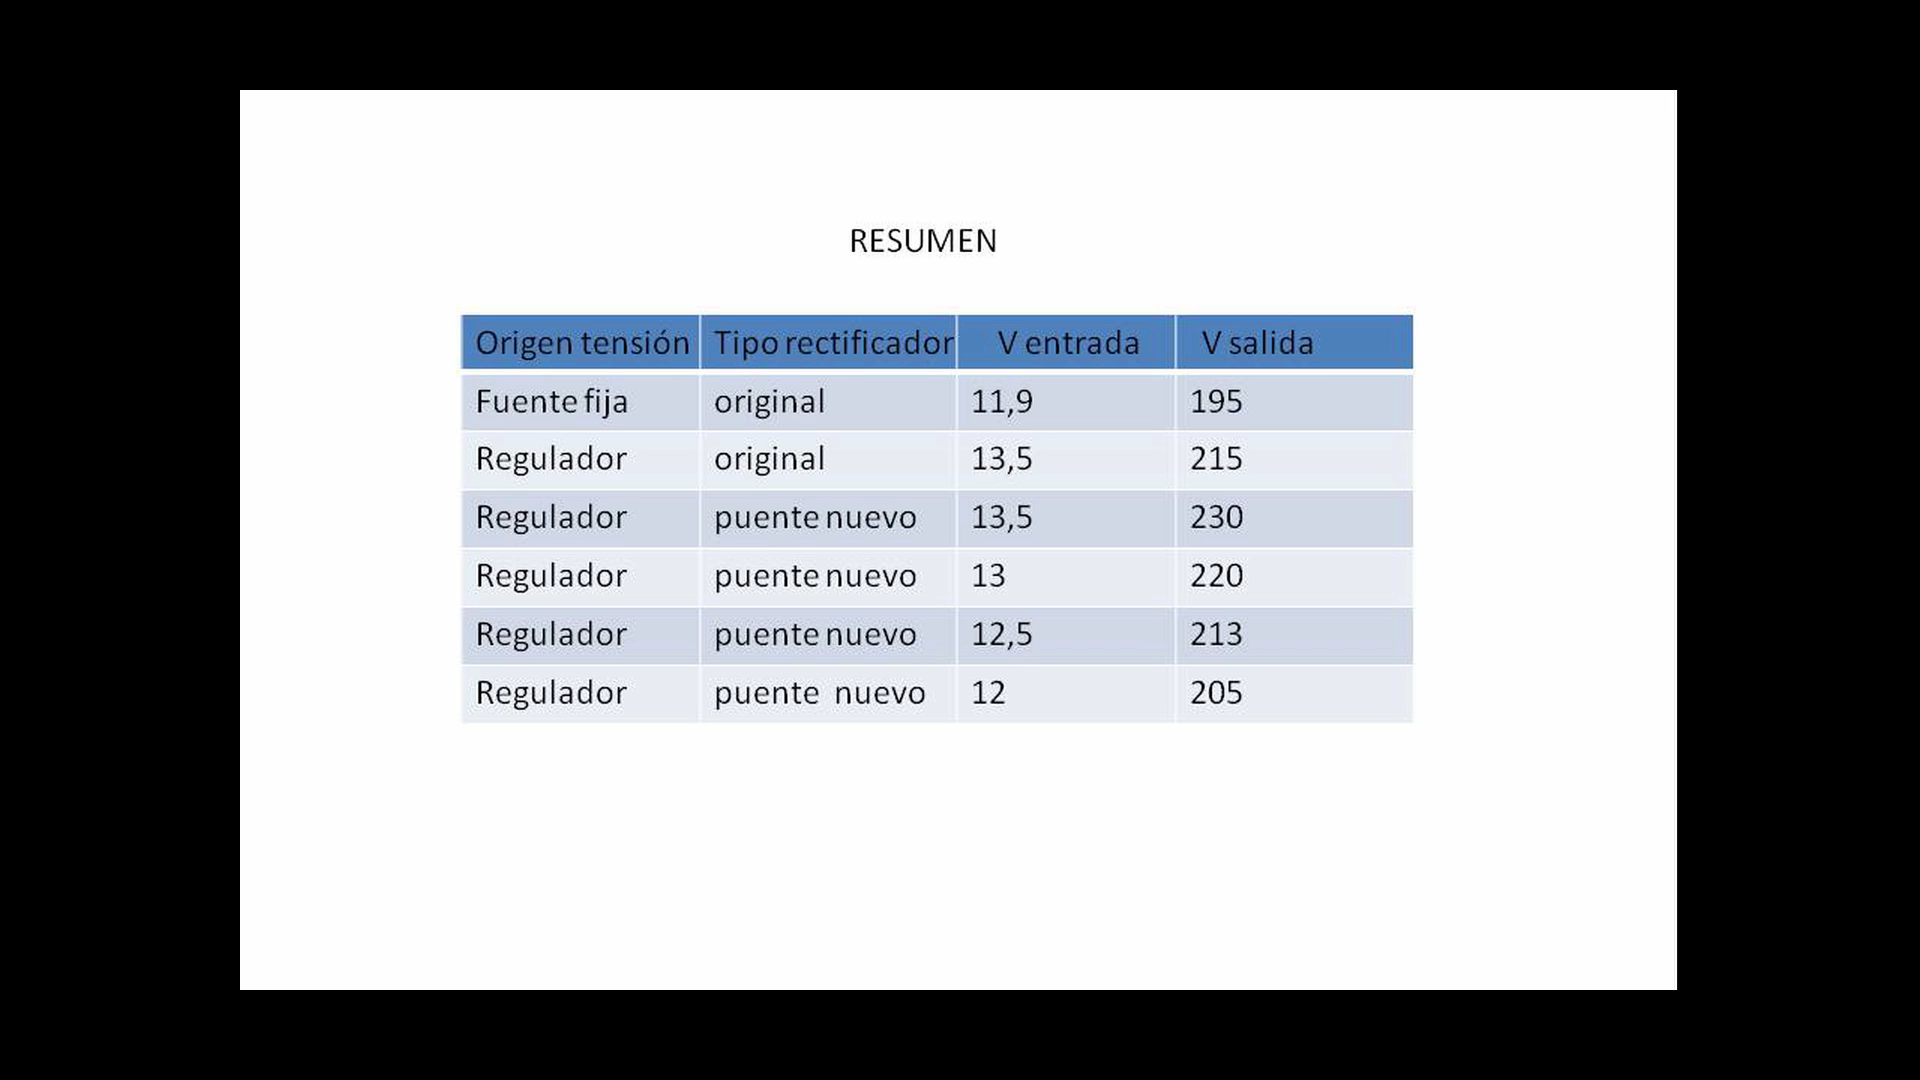 RESUMEN
Origen tensión Tipo rectificador V entrada V salida
Fuente fija original 11,9 195
Regulador original 13,5 215
Regulador puente nuevo 13,5 230
Regulador puente nuevo 13 220
Regulador puente nuevo 12,5 213
Regulador puente nuevo 12 205